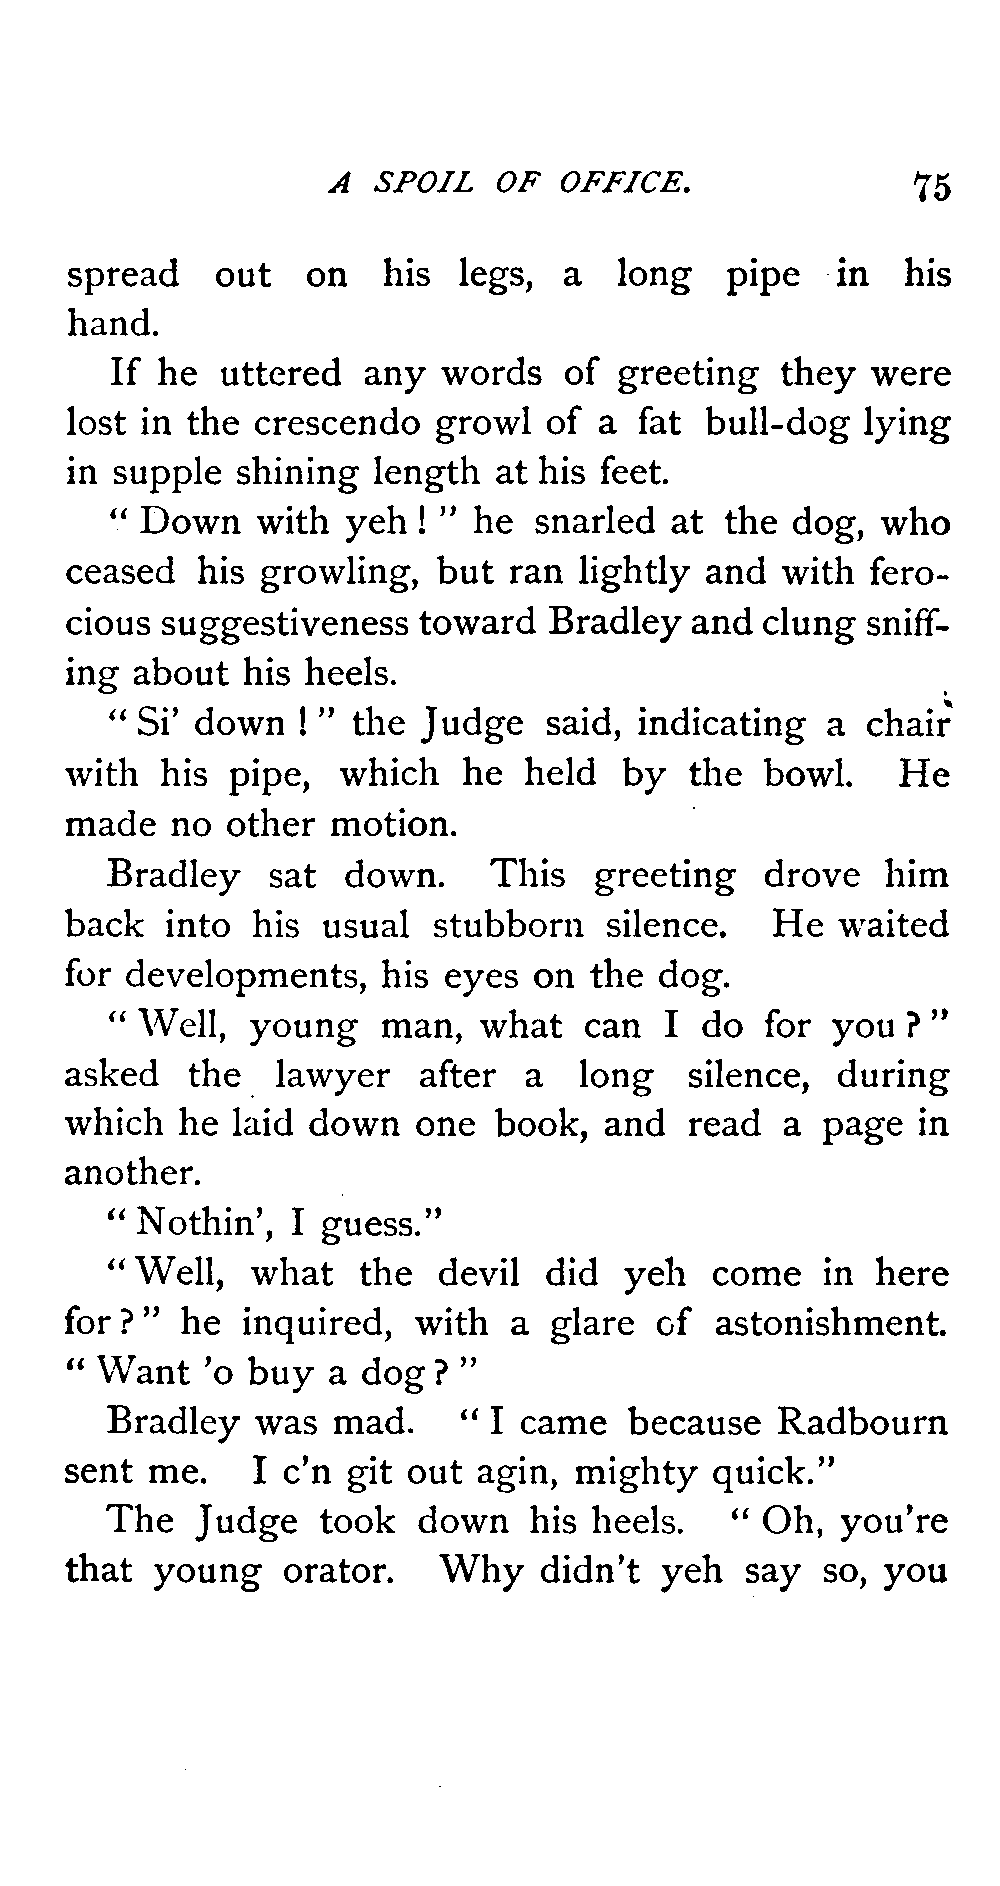 A SPOIL OF OFFICE. 75
spread out on his legs, a long pipe in his
hand.
If he uttered any words of greeting they were
lost in the crescendo growl of a fat bull-dog lying
in supple shining length at his feet.
“ Down with yeh ! ” he snarled at the dog, who
ceased his growling, but ran lightly and with fero-
cious suggestiveness toward Bradley and clung sniff-
ing about his heels.
“ Si’ down ! ” the Judge said, indicating a chair
with his pipe, which he held by the bowl. He
made no other motion.
Bradley sat down. This greeting drove him
back into his usual stubborn silence. He waited
for developments, his eyes on the dog.
“ Well, young man, what can I do for you ? ”
asked the lawyer after a long silence, during
which he laid down one book, and read a page in
another.
“ Nothin’, I guess.”
“ Well, what the devil did yeh come in here
for ? ” he inquired, with a glare of astonishment.
“ Want ’o buy a dog ? ”
Bradley was mad. “ I came because Radbourn
sent me. I c’n git out agin, mighty quick.”
The Judge took down his heels. “ Oh, you’re
that young orator. Why didn’t yeh say so, you